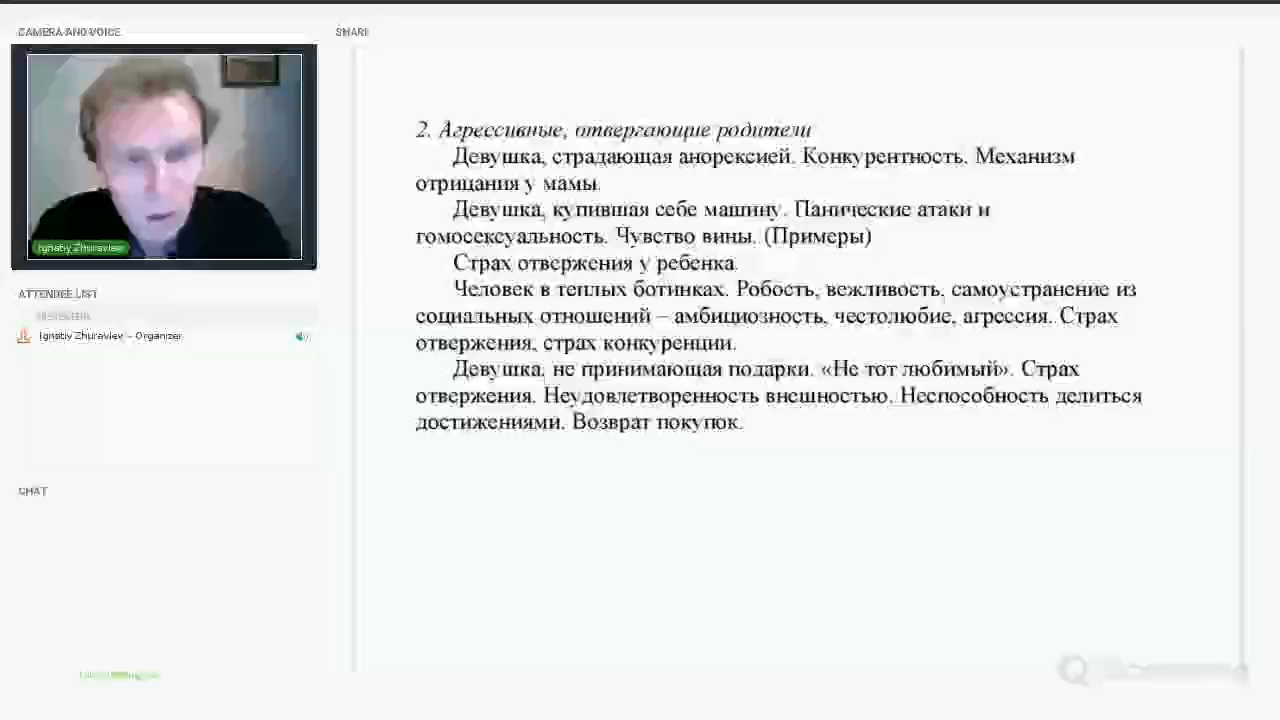 CAMERA AND VOICE
SHARE
Ignatiy Zhuravlev
ATTENDEE LIST
Ignatiy Zhuravlev - Organizer
CHAT
2. Агрессивные, отвергающие родители
Девушка, страдающая анорексией. Конкурентность. Механизм
отрицания у мамы.
Девушка, купившая себе машину. Панические атаки и
гомосексуальность. Чувство вины. (Примеры)
Страх отвержения у ребенка.
Человек в теплых ботинках. Робость, вежливость, самоустранение из
социальных отношений – амбициозность, честолюбие, агрессия. Страх
отвержения, страх конкуренции.
Девушка, не принимающая подарки. «Не тот любимый». Страх
отвержения. Неудовлетворенность внешностью. Неспособность делиться
достижениями. Возврат покупок.